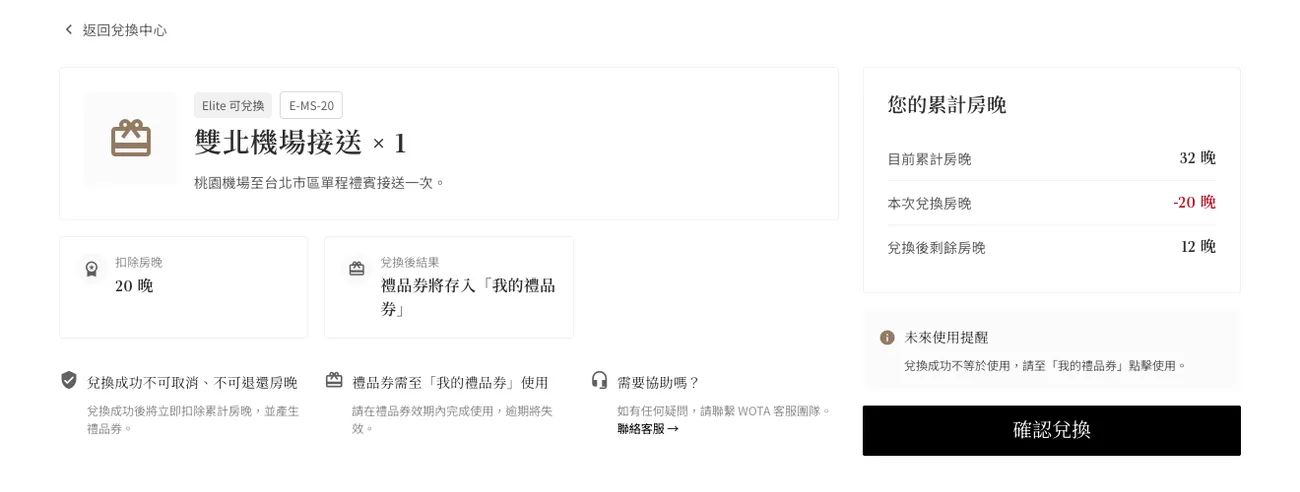 返回兌換中心
Elite 可兌換
E-MS-20
雙北機場接送 × 1
桃園機場至台北市區單程禮賓接送一次。
扣除房晚
20 晚
兌換後結果
禮品券將存入「我的禮品
券」
兌換成功不可取消、不可退還房晚
兌換成功後將立即扣除累計房晚，並產生
禮品券。
禮品券需至「我的禮品券」使用
請在禮品券效期內完成使用，逾期將失
效。
需要協助嗎？
如有任何疑問，請聯繫 WOTA 客服團隊。
聯絡客服 →
您的累計房晚
目前累計房晚 32 晚
本次兌換房晚 -20 晚
兌換後剩餘房晚 12 晚
未來使用提醒
兌換成功不等於使用，請至「我的禮品券」點擊使用。
確認兌換